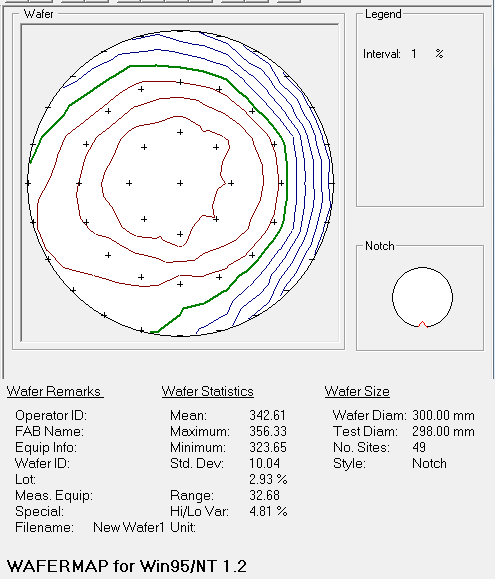 Wafer
Legend
Interval: 1 %
Notch
Wafer Remarks
Operator ID:
FAB Name:
Equip Info:
Wafer ID:
Lot:
Meas. Equip:
Special:
Filename: New Wafer1
Wafer Statistics
Mean: 342.61
Maximum: 356.33
Minimum: 323.65
Std. Dev: 10.04
2.93 %
Range: 32.68
Hi/Lo Var: 4.81 %
Unit:
Wafer Size
Wafer Diam: 300.00 mm
Test Diam: 298.00 mm
No. Sites: 49
Style: Notch
WAFERMAP for Win95/NT 1.2